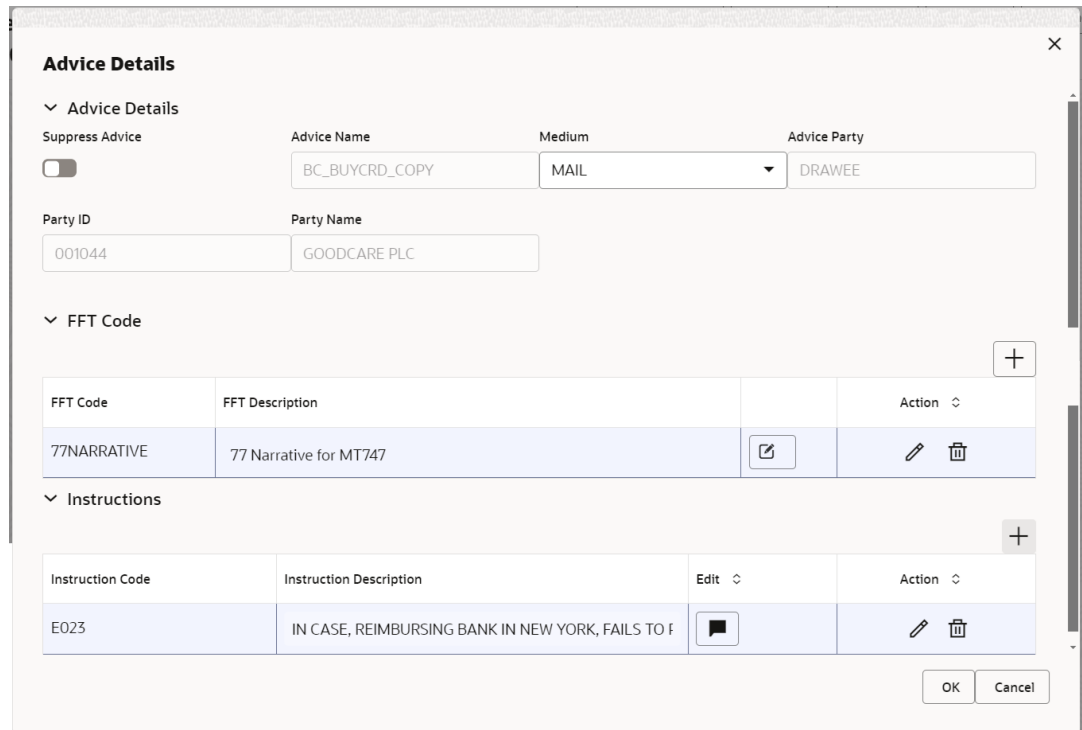 Advice Details
Advice Details
Suppress Advice Advice Name Medium Advice Party
BC_BUYCRD_COPY MAIL DRAWEE
Party ID Party Name
001044 GOODCARE PLC
FFT Code
FFT Code FFT Description Action
77NARRATIVE 77 Narrative for MT747
Instructions
Instruction Code Instruction Description Edit Action
E023 IN CASE, REIMBURSING BANK IN NEW YORK, FAILS TO
OK Cancel